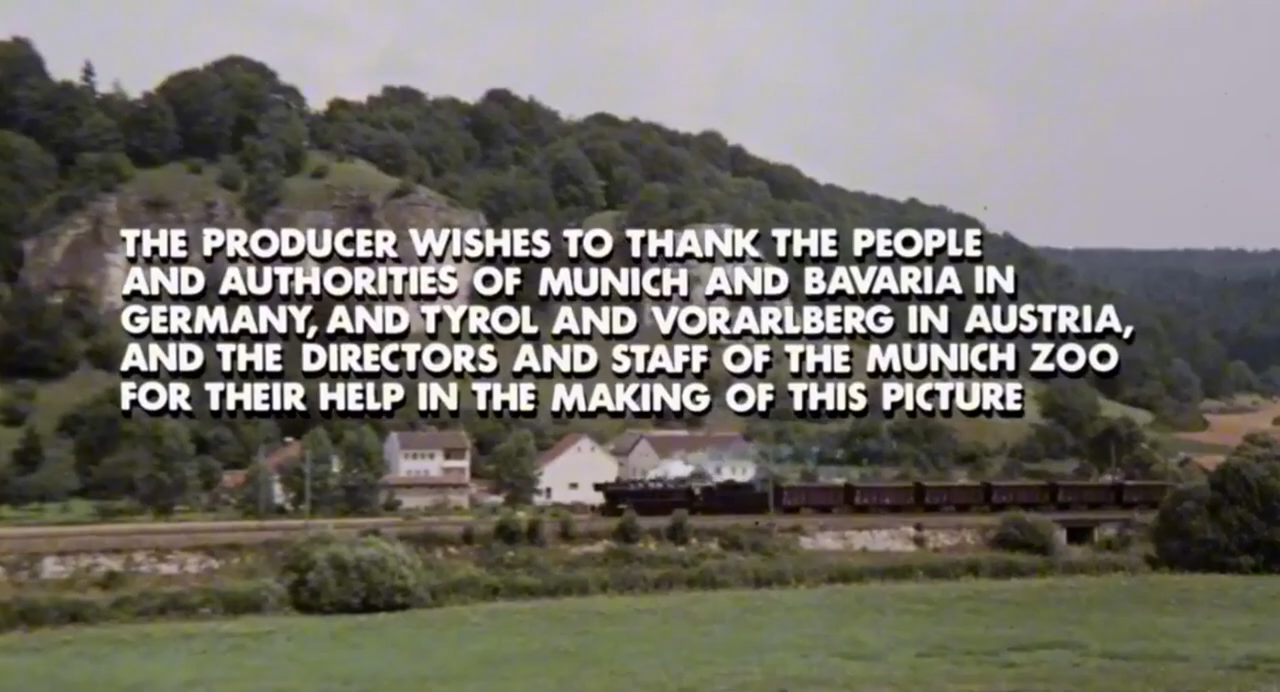 THE PRODUCER WISHES TO THANK THE PEOPLE
AND AUTHORITIES OF MUNICH AND BAVARIA IN
GERMANY, AND TYROL AND VORARLBERG IN AUSTRIA,
AND THE DIRECTORS AND STAFF OF THE MUNICH ZOO
FOR THEIR HELP IN THE MAKING OF THIS PICTURE